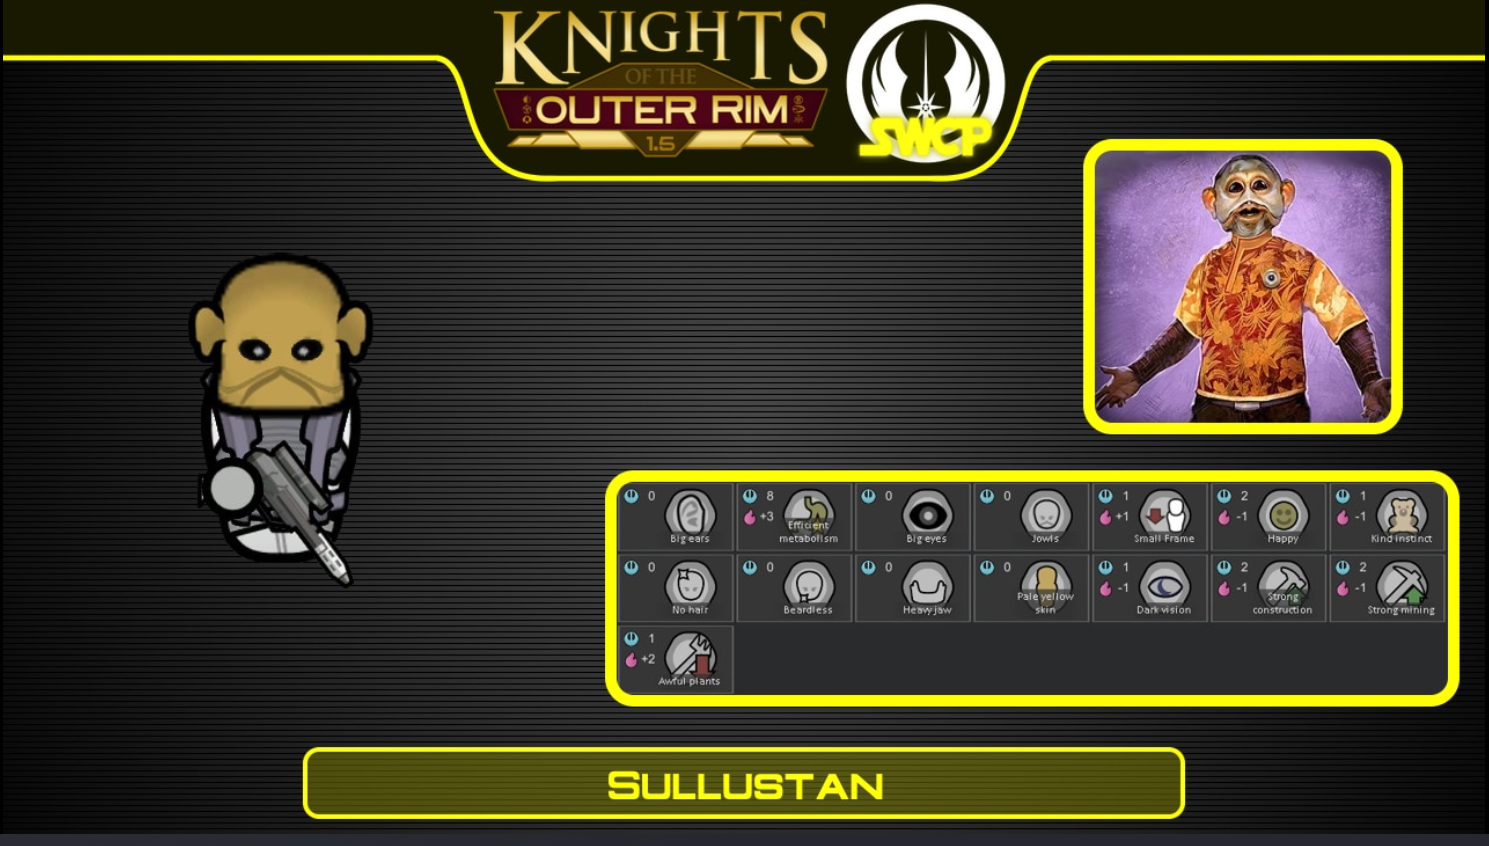 KNIGHTS
OF THE
OUTER RIM
1.5
SWCP
0 Big ears
8 +3 Efficient metabolism
0 Big eyes
0 Jowls
1 +1 Small Frame
2 -1 Happy
1 -1 Kind instinct
0 No hair
0 Beardless
0 Heavy jaw
0 Pale yellow skin
1 -1 Dark vision
2 -1 Strong construction
2 -1 Strong mining
1 +2 Awful plants
SULLUSTAN